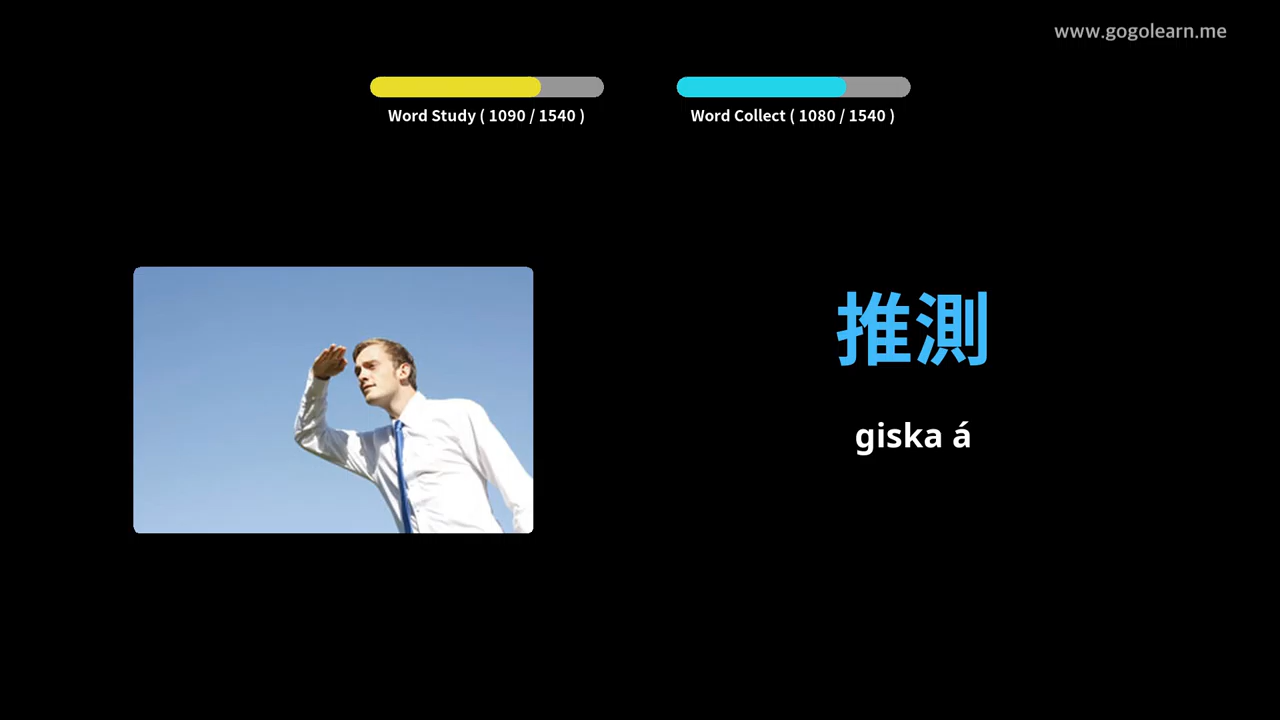 www.gogolearn.me
Word Study ( 1090 / 1540 )
Word Collect ( 1080 / 1540 )
推測
giska á